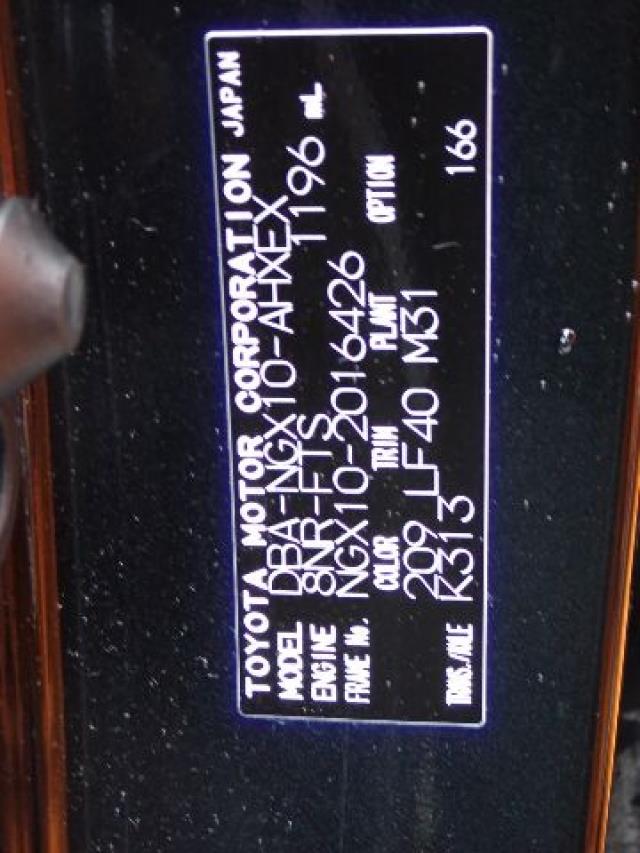 TOYOTA MOTOR CORPORATION JAPAN
MODEL DBA-NGX10-AHXEX
ENGINE 8NR-FTS 1196 mL
FRAME No. NGX10-2016426
COLOR TRIM PLANT OPTION
209 LF40 M31
TRANS./AXLE K313 166